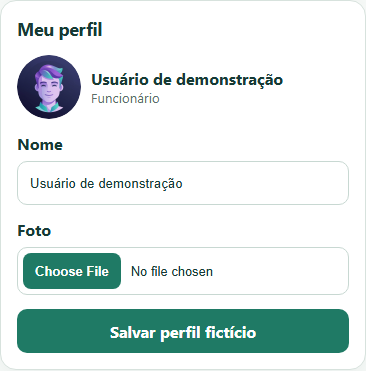 Meu perfil
Usuário de demonstração
Funcionário
Nome
Usuário de demonstração
Foto
Choose File No file chosen
Salvar perfil fictício